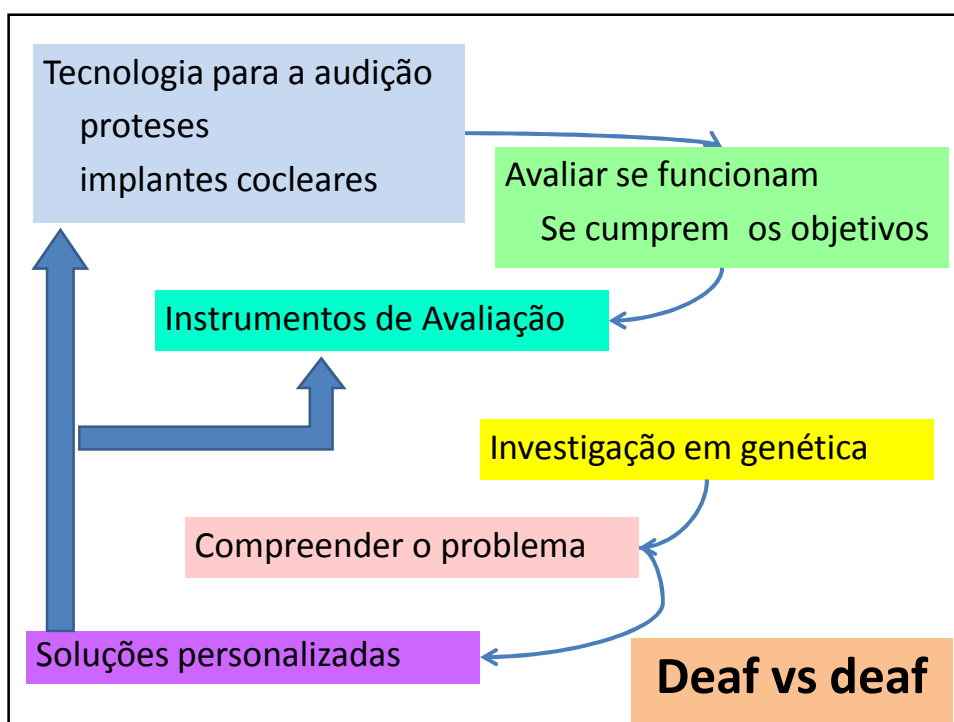 Tecnologia para a audição
proteses
implantes cocleares
Avaliar se funcionam
Se cumprem os objetivos
Instrumentos de Avaliação
Investigação em genética
Compreender o problema
Soluções personalizadas
Deaf vs deaf